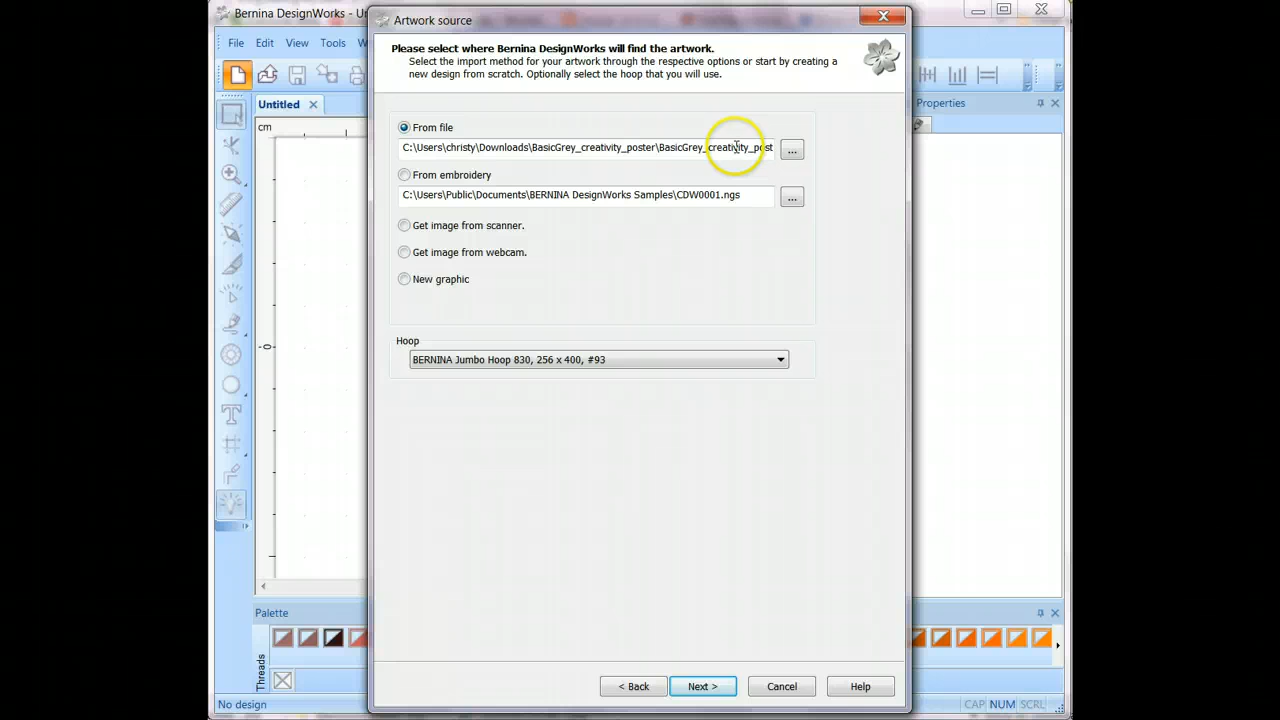 Bernina DesignWorks - Un
Artwork source
File Edit View Tools W
Please select where Bernina DesignWorks will find the artwork.
Select the import method for your artwork through the respective options or start by creating a
new design from scratch. Optionally select the hoop that you will use.
Untitled
Properties
cm
From file
C:\Users\christy\Downloads\BasicGrey_creativity_poster\BasicGrey_creativity_post
...
From embroidery
C:\Users\Public\Documents\BERNINA DesignWorks Samples\CDW0001.ngs
...
Get image from scanner.
Get image from webcam.
New graphic
0
Hoop
BERNINA Jumbo Hoop 830, 256 x 400, #93
Palette
Threads
< Back
Next >
Cancel
Help
No design
CAP NUM SCRL